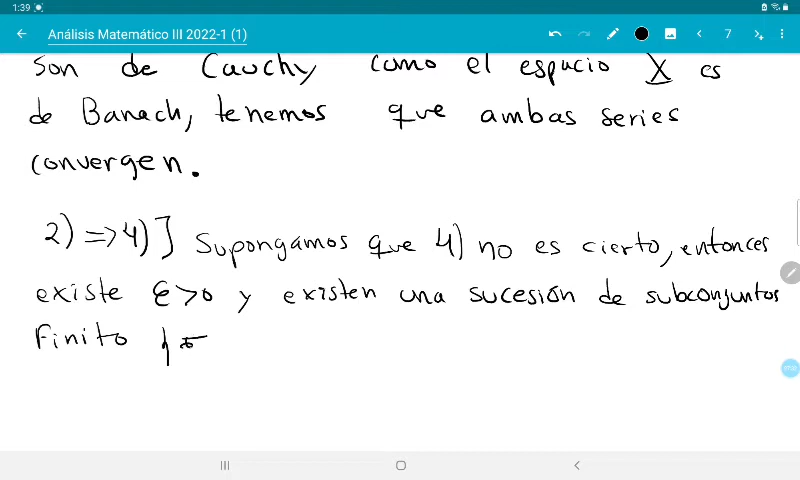 1:39
Análisis Matemático III 2022-1 (1)
7
son de Cauchy como el espacio X es
de Banach, tenemos que ambas series
convergen.
2) => 4) ] Supongamos que 4) no es cierto, entonces
existe ε>0 y existen una sucesión de subconjuntos
Finito